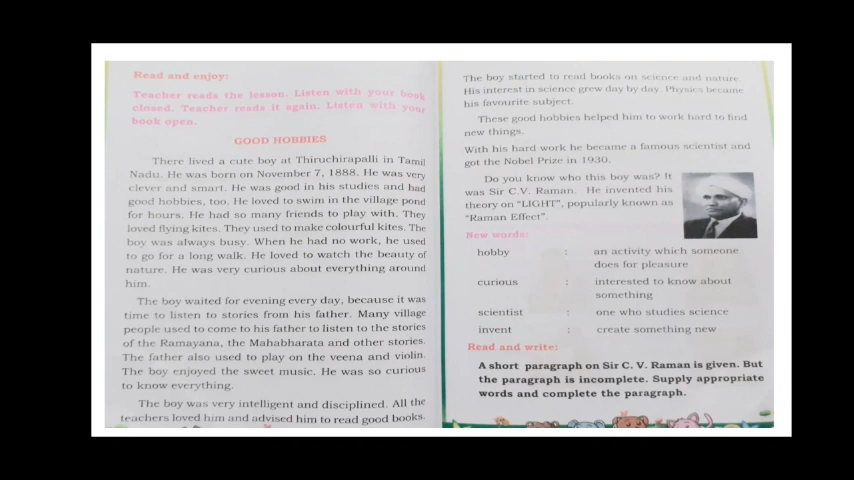 Read and enjoy:
Teacher reads the lesson. Listen with your book
closed. Teacher reads it again. Listen with your
book open.
GOOD HOBBIES
There lived a cute boy at Thiruchirapalli in Tamil
Nadu. He was born on November 7, 1888. He was very
clever and smart. He was good in his studies and had
good hobbies, too. He loved to swim in the village pond
for hours. He had so many friends to play with. They
loved flying kites. They used to make colourful kites. The
boy was always busy. When he had no work, he used
to go for a long walk. He loved to watch the beauty of
nature. He was very curious about everything around
him.
The boy waited for evening every day, because it was
time to listen to stories from his father. Many village
people used to come to his father to listen to the stories
of the Ramayana, the Mahabharata and other stories.
The father also used to play on the veena and violin.
The boy enjoyed the sweet music. He was so curious
to know everything.
The boy was very intelligent and disciplined. All the
teachers loved him and advised him to read good books.
The boy started to read books on science and nature
His interest in science grew day by day. Physics became
his favourite subject.
These good hobbies helped him to work hard to find
new things.
With his hard work he became a famous scientist and
got the Nobel Prize in 1930.
Do you know who this boy was? It
was Sir C.V. Raman. He invented his
theory on "LIGHT", popularly known as
"Raman Effect".
New words:
hobby : an activity which someone
does for pleasure
curious : interested to know about
something
scientist : one who studies science
invent : create something new
Read and write:
A short paragraph on Sir C. V. Raman is given. But
the paragraph is incomplete. Supply appropriate
words and complete the paragraph.